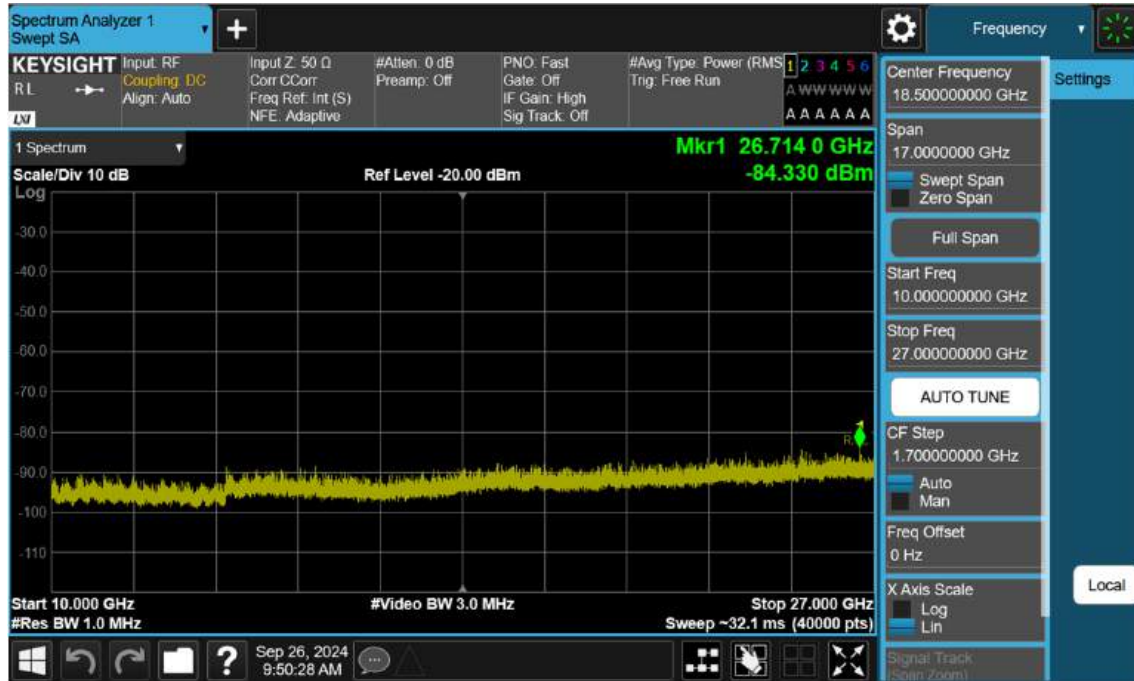 Spectrum Analyzer 1
Swept SA
Frequency
KEYSIGHT
RL
LXI
Input: RF
Coupling: DC
Align: Auto
Input Z: 50 Ω
Corr CCorr
Freq Ref: Int (S)
NFE: Adaptive
#Atten: 0 dB
Preamp: Off
PNO: Fast
Gate: Off
IF Gain: High
Sig Track: Off
#Avg Type: Power (RMS
Trig: Free Run
1 2 3 4 5 6
A W W W W W
A A A A A A
1 Spectrum
Mkr1 26.714 0 GHz
Scale/Div 10 dB
Ref Level -20.00 dBm
-84.330 dBm
Log
-30.0
-40.0
-50.0
-60.0
-70.0
-80.0
-90.0
-100
-110
1
Start 10.000 GHz
#Video BW 3.0 MHz
Stop 27.000 GHz
#Res BW 1.0 MHz
Sweep ~32.1 ms (40000 pts)
?
Sep 26, 2024
9:50:28 AM
Center Frequency
18.500000000 GHz
Settings
Span
17.0000000 GHz
Swept Span
Zero Span
Full Span
Start Freq
10.000000000 GHz
Stop Freq
27.000000000 GHz
AUTO TUNE
CF Step
1.700000000 GHz
Auto
Man
Freq Offset
0 Hz
X Axis Scale
Log
Lin
Local
Signal Track
(Span Zoom)